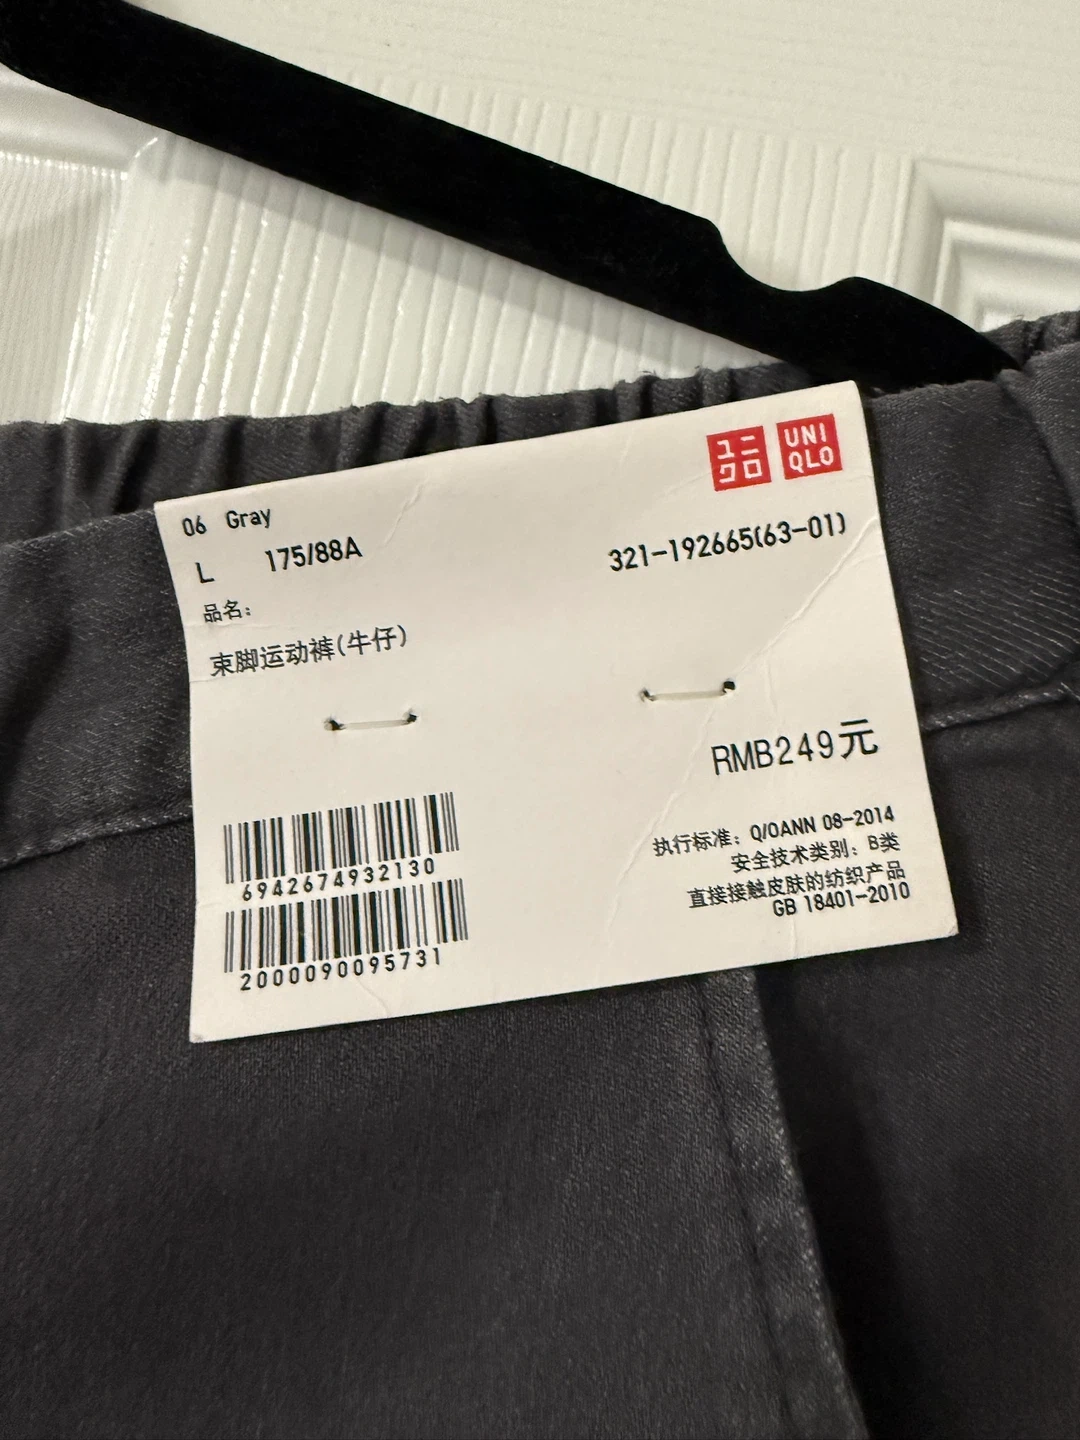 ユニ
クロ
UNI
QLO
06 Gray
L 175/88A
321-192665(63-01)
品名:
束脚运动裤(牛仔)
RMB249元
6942674932130
2000090095731
执行标准: Q/OANN 08-2014
安全技术类别: B类
直接接触皮肤的纺织产品
GB 18401-2010